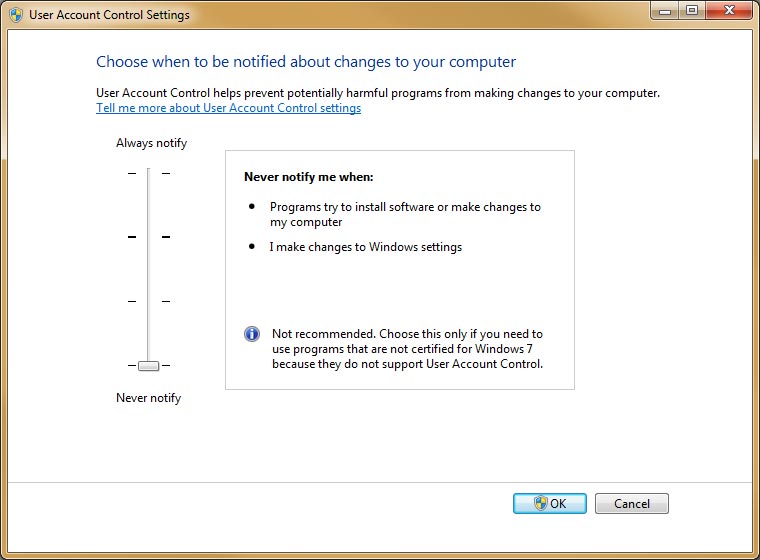 User Account Control Settings
Choose when to be notified about changes to your computer
User Account Control helps prevent potentially harmful programs from making changes to your computer.
Tell me more about User Account Control settings
Always notify
Never notify me when:
• Programs try to install software or make changes to
my computer
• I make changes to Windows settings
Not recommended. Choose this only if you need to
use programs that are not certified for Windows 7
because they do not support User Account Control.
Never notify
OK
Cancel